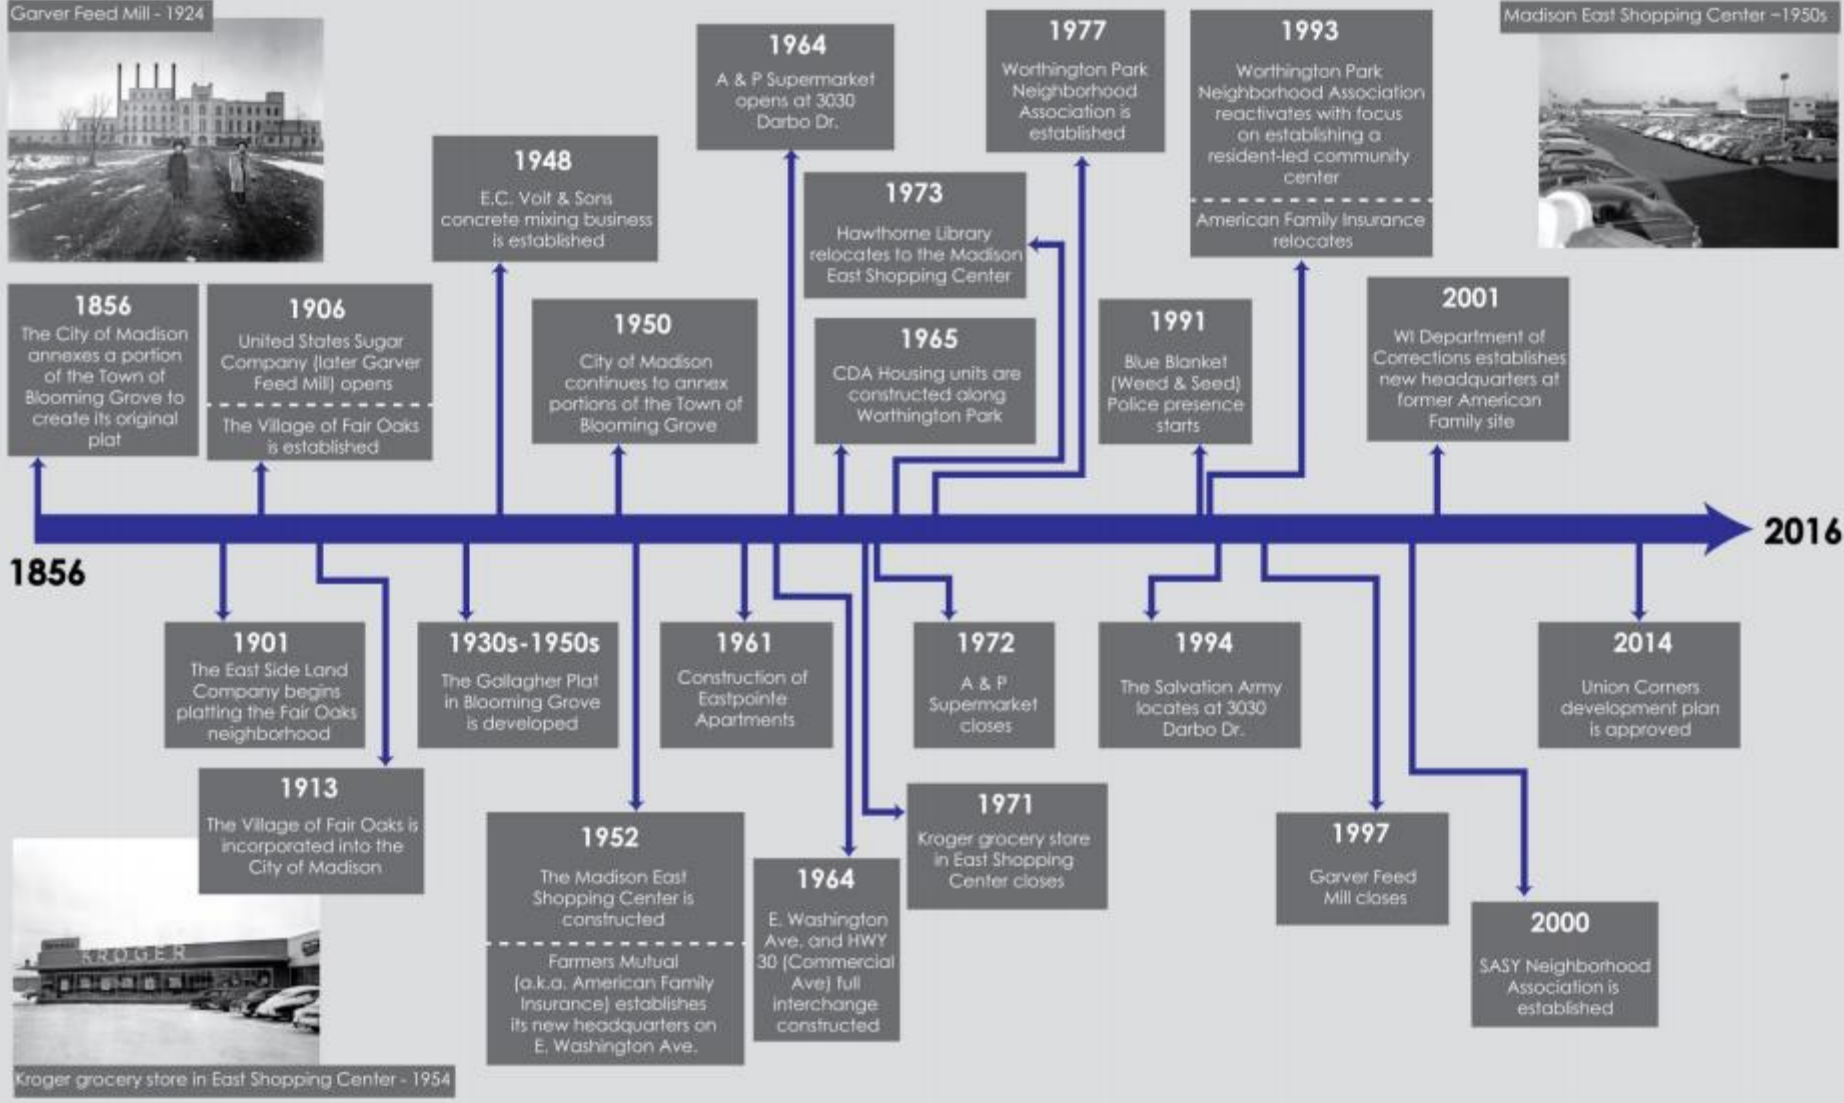 Garver Feed Mill - 1924
Madison East Shopping Center –1950s
1964
A & P Supermarket
opens at 3030
Darbo Dr.
1977
Worthington Park
Neighborhood
Association is
established
1993
Worthington Park
Neighborhood Association
reactivates with focus
on establishing a
resident-led community
center
American Family Insurance
relocates
1948
E.C. Voit & Sons
concrete mixing business
is established
1973
Hawthorne Library
relocates to the Madison
East Shopping Center
1856
The City of Madison
annexes a portion
of the Town of
Blooming Grove to
create its original
plat
1906
United States Sugar
Company (later Garver
Feed Mill) opens
The Village of Fair Oaks
is established
1950
City of Madison
continues to annex
portions of the Town of
Blooming Grove
1965
CDA Housing units are
constructed along
Worthington Park
1991
Blue Blanket
(Weed & Seed)
Police presence
starts
2001
WI Department of
Corrections establishes
new headquarters at
former American
Family site
1856
2016
1901
The East Side Land
Company begins
platting the Fair Oaks
neighborhood
1930s-1950s
The Gallagher Plat
in Blooming Grove
is developed
1961
Construction of
Eastpointe
Apartments
1972
A & P
Supermarket
closes
1994
The Salvation Army
locates at 3030
Darbo Dr.
2014
Union Corners
development plan
is approved
1913
The Village of Fair Oaks is
incorporated into the
City of Madison
1952
The Madison East
Shopping Center is
constructed
Farmers Mutual
(a.k.a. American Family
Insurance) establishes
its new headquarters on
E. Washington Ave.
1964
E. Washington
Ave. and HWY
30 (Commercial
Ave) full
interchange
constructed
1971
Kroger grocery store
in East Shopping
Center closes
1997
Garver Feed
Mill closes
2000
SASY Neighborhood
Association is
established
KROGER
Kroger grocery store in East Shopping Center - 1954